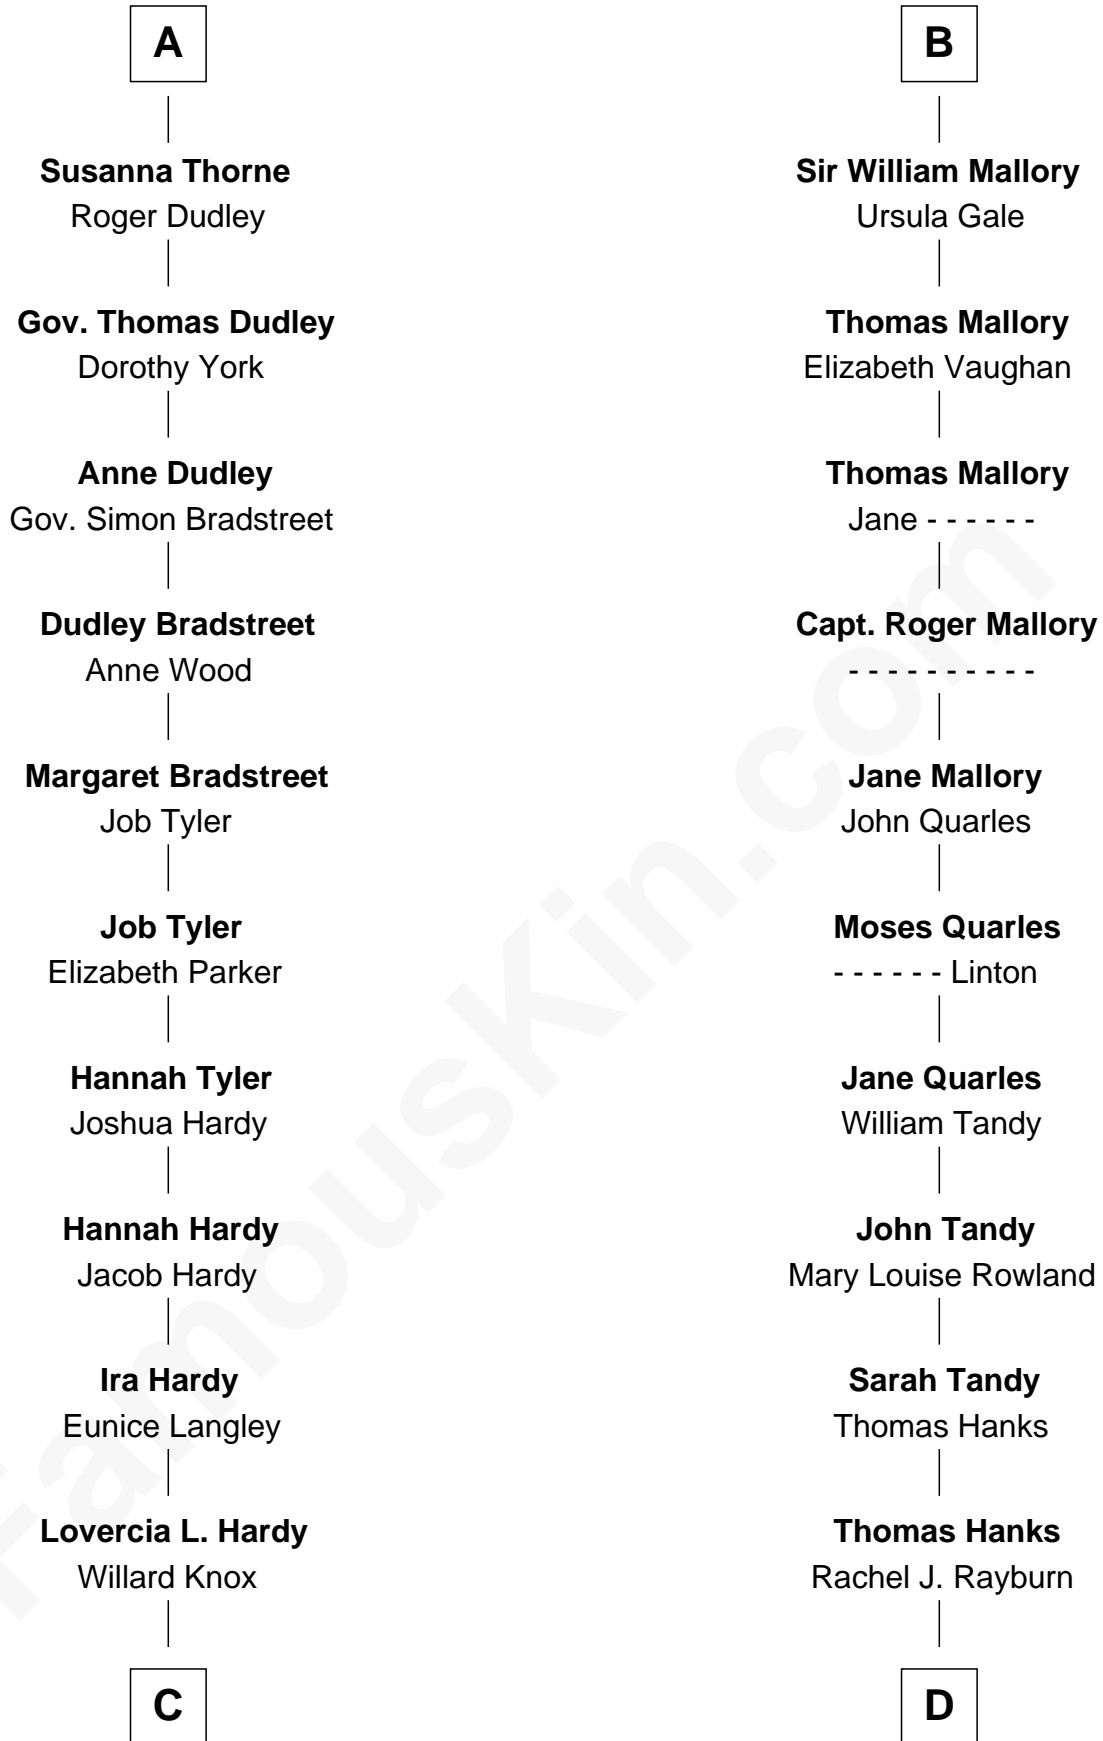 A
Susanna Thorne
Roger Dudley
Gov. Thomas Dudley
Dorothy York
Anne Dudley
Gov. Simon Bradstreet
Dudley Bradstreet
Anne Wood
Margaret Bradstreet
Job Tyler
Job Tyler
Elizabeth Parker
Hannah Tyler
Joshua Hardy
Hannah Hardy
Jacob Hardy
Ira Hardy
Eunice Langley
Lovercia L. Hardy
Willard Knox
C
B
Sir William Mallory
Ursula Gale
Thomas Mallory
Elizabeth Vaughan
Thomas Mallory
Jane - - - - - -
Capt. Roger Mallory
- - - - - - - - - -
Jane Mallory
John Quarles
Moses Quarles
- - - - - - Linton
Jane Quarles
William Tandy
John Tandy
Mary Louise Rowland
Sarah Tandy
Thomas Hanks
Thomas Hanks
Rachel J. Rayburn
D
FamousKin.com